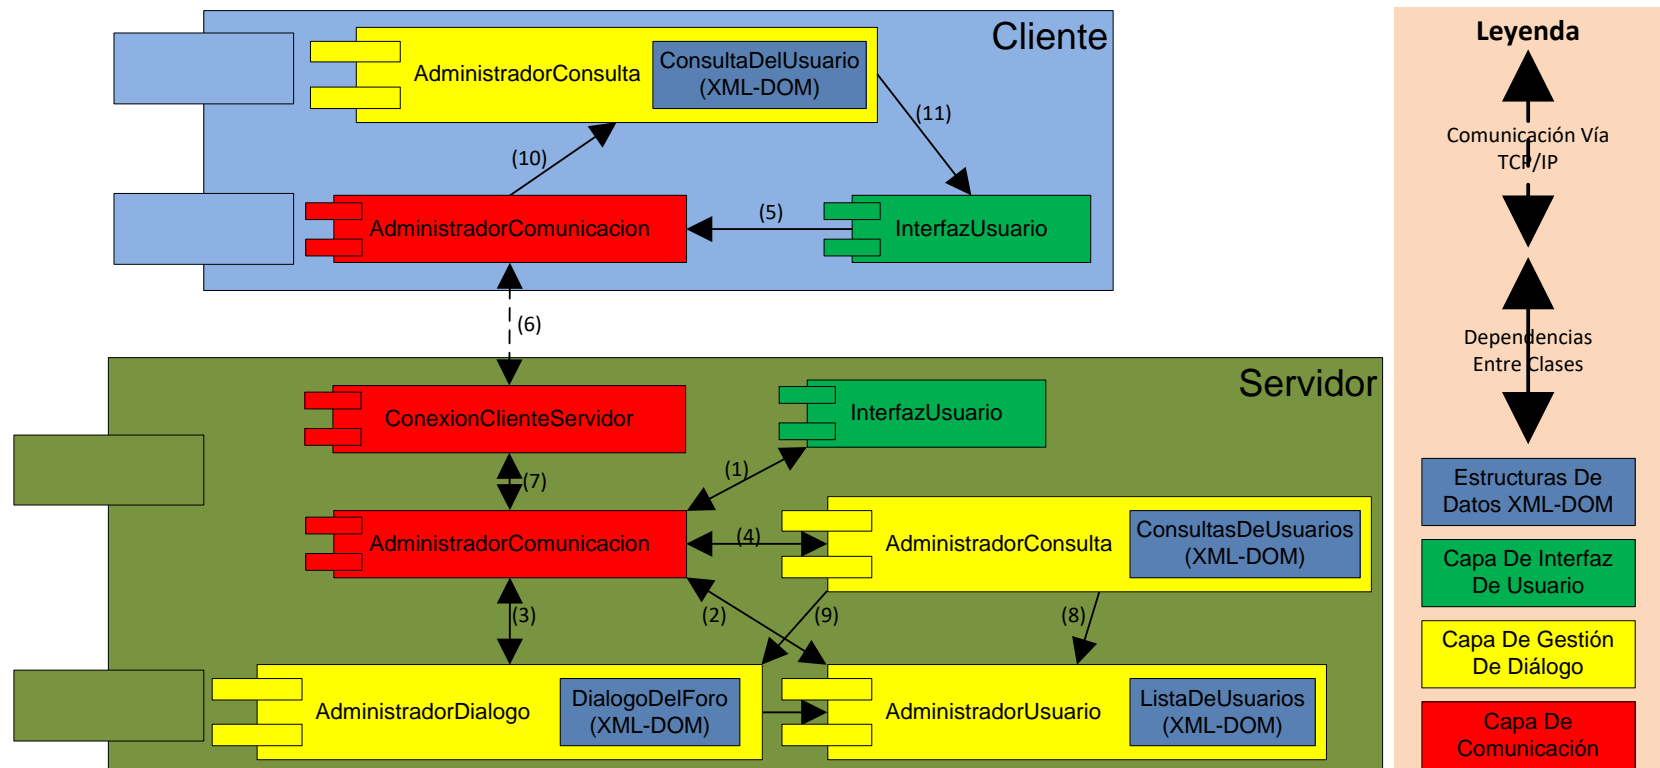 Cliente
AdministradorConsulta
ConsultaDelUsuario
(XML-DOM)
(11)
(10)
AdministradorComunicacion
(5)
InterfazUsuario
(6)
Servidor
ConexionClienteServidor
InterfazUsuario
(1)
(7)
AdministradorComunicacion
(4)
AdministradorConsulta
ConsultasDeUsuarios
(XML-DOM)
(3)
(2)
(9)
(8)
AdministradorDialogo
DialogoDelForo
(XML-DOM)
AdministradorUsuario
ListaDeUsuarios
(XML-DOM)
Leyenda
Comunicación Vía
TCP/IP
Dependencias
Entre Clases
Estructuras De
Datos XML-DOM
Capa De Interfaz
De Usuario
Capa De Gestión
De Diálogo
Capa De
Comunicación